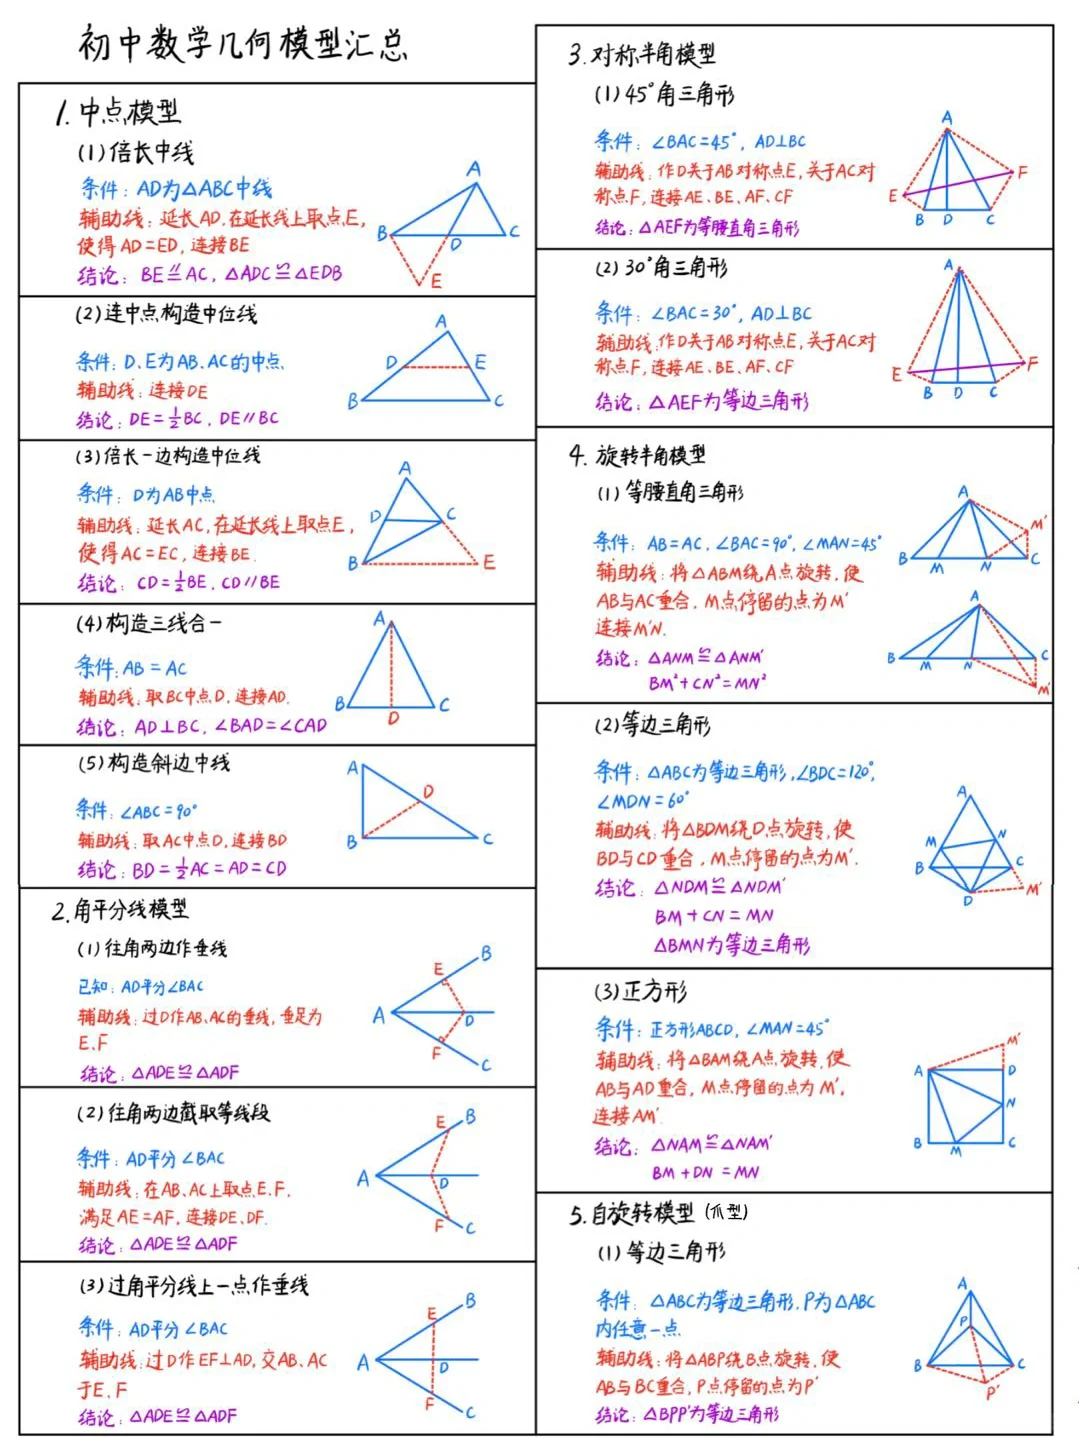 初中数学几何模型汇总
1.中点模型
(1)倍长中线
条件：AD为△ABC中线
辅助线：延长AD.在延长线上取点E,
使得AD=ED,连接BE
结论：BE⫽AC,△ADC≌△EDB
A
B
D
C
E
(2)连中点构造中位线
条件：D、E为AB、AC的中点
辅助线：连接DE
结论：DE=½BC,DE//BC
A
D
E
B
C
(3)倍长一边构造中位线
条件：D为AB中点
辅助线：延长AC,在延长线上取点E,
使得AC=EC,连接BE.
结论：CD=½BE,CD//BE
A
D
C
B
E
(4)构造三线合一
条件：AB=AC
辅助线：取BC中点D,连接AD.
结论：AD⊥BC,∠BAD=∠CAD
A
B
D
C
(5)构造斜边中线
条件：∠ABC=90°
辅助线：取AC中点D,连接BD
结论：BD=½AC=AD=CD
A
D
B
C
2.角平分线模型
(1)往角两边作垂线
已知：AD平分∠BAC
辅助线：过D作AB、AC的垂线,垂足为
E、F
结论：△ADE≌△ADF
B
E
A
D
F
C
(2)往角两边截取等线段
条件：AD平分∠BAC
辅助线：在AB、AC上取点E.F.
满足AE=AF,连接DE、DF.
结论：△ADE≌△ADF
B
E
A
D
F
C
(3)过角平分线上一点作垂线
条件：AD平分∠BAC
辅助线：过D作EF⊥AD,交AB、AC
于E、F
结论：△ADE≌△ADF
B
E
A
D
F
C
3.对称半角模型
(1)45°角三角形
条件：∠BAC=45°,AD⊥BC
辅助线：作D关于AB对称点E,关于AC对
称点F,连接AE、BE、AF、CF
结论：△AEF为等腰直角三角形
A
F
E
B
D
C
(2)30°角三角形
条件：∠BAC=30°,AD⊥BC
辅助线：作D关于AB对称点E,关于AC对
称点F,连接AE、BE、AF、CF
结论：△AEF为等边三角形
A
F
E
B
D
C
4.旋转半角模型
(1)等腰直角三角形
条件：AB=AC,∠BAC=90°,∠MAN=45°
辅助线：将△ABM绕A点旋转,使
AB与AC重合,M点停留的点为M′
连接M′N.
结论：△ANM≌△ANM′
BM²+CN²=MN²
A
M′
B
M
N
C
A
B
M
N
C
M′
(2)等边三角形
条件：△ABC为等边三角形,∠BDC=120°,
∠MDN=60°
辅助线：将△BDM绕D点旋转,使
BD与CD重合,M点停留的点为M′.
结论：△NDM≌△NDM′
BM+CN=MN
△BMN为等边三角形
A
M
N
B
C
D
M′
(3)正方形
条件：正方形ABCD,∠MAN=45°
辅助线：将△BAM绕A点旋转,使
AB与AD重合,M点停留的点为M′,
连接AM′
结论：△NAM≌△NAM′
BM+DN=MN
M′
A
D
N
B
M
C
5.自旋转模型(爪型)
(1)等边三角形
条件：△ABC为等边三角形,P为△ABC
内任意一点
辅助线：将△ABP绕B点旋转,使
AB与BC重合,P点停留的点为P′
结论：△BPP′为等边三角形
A
P
B
C
P′